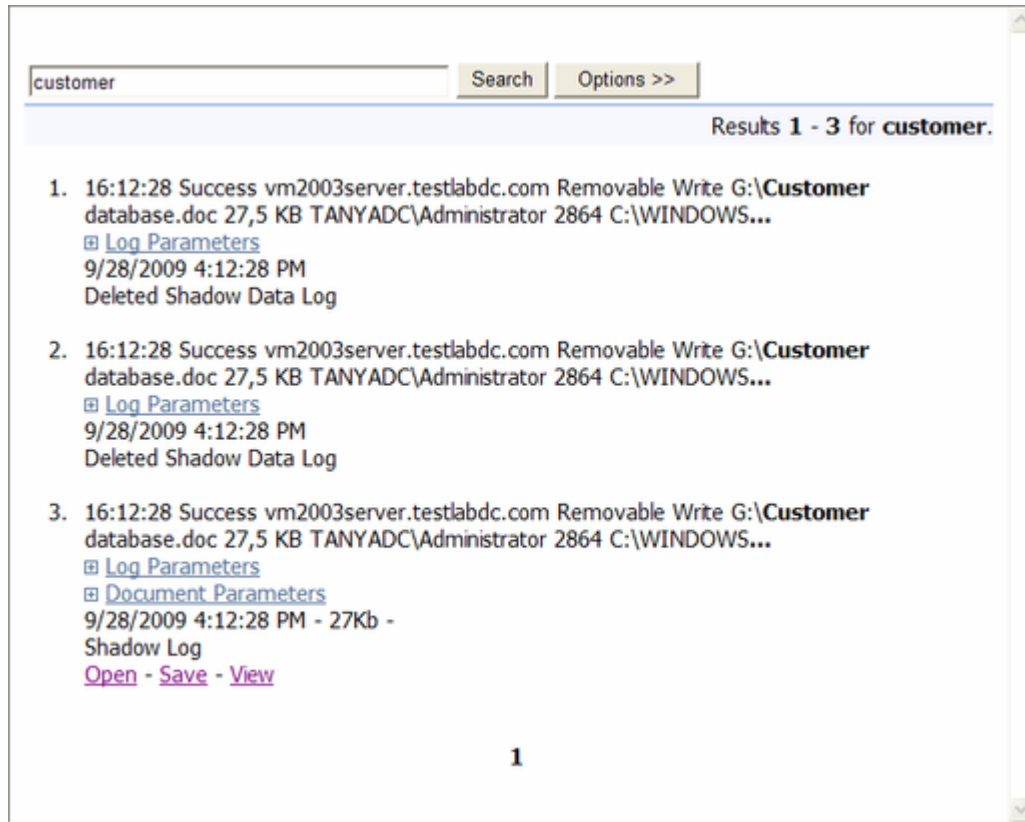 customer Search Options >>
Results 1 - 3 for customer.
1. 16:12:28 Success vm2003server.testlabdc.com Removable Write G:\Customer
database.doc 27,5 KB TANYADC\Administrator 2864 C:\WINDOWS...
Log Parameters
9/28/2009 4:12:28 PM
Deleted Shadow Data Log
2. 16:12:28 Success vm2003server.testlabdc.com Removable Write G:\Customer
database.doc 27,5 KB TANYADC\Administrator 2864 C:\WINDOWS...
Log Parameters
9/28/2009 4:12:28 PM
Deleted Shadow Data Log
3. 16:12:28 Success vm2003server.testlabdc.com Removable Write G:\Customer
database.doc 27,5 KB TANYADC\Administrator 2864 C:\WINDOWS...
Log Parameters
Document Parameters
9/28/2009 4:12:28 PM - 27Kb -
Shadow Log
Open - Save - View
1